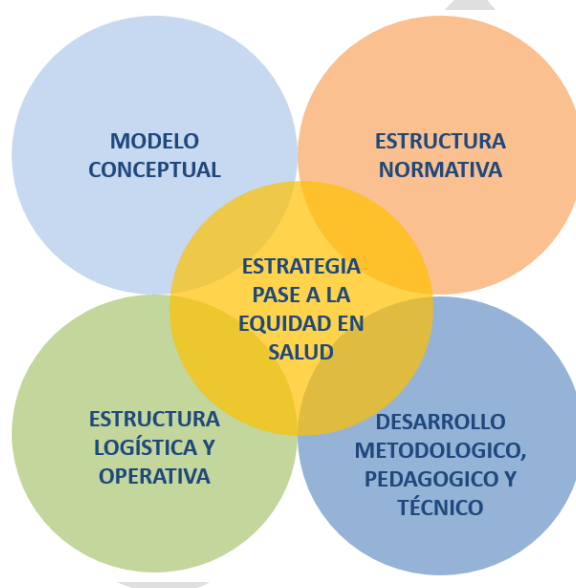 MODELO
CONCEPTUAL
ESTRUCTURA
NORMATIVA
ESTRATEGIA
PASE A LA
EQUIDAD EN
SALUD
ESTRUCTURA
LOGÍSTICA Y
OPERATIVA
DESARROLLO
METODOLOGICO,
PEDAGOGICO Y
TÉCNICO